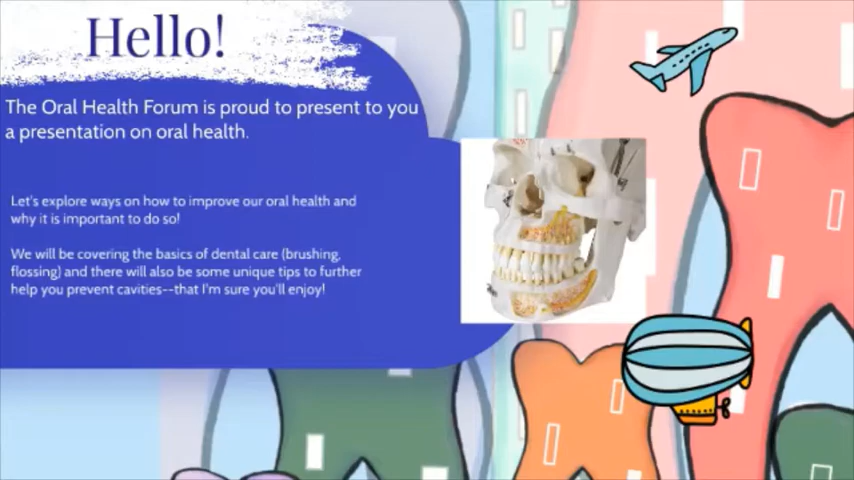 Hello!
The Oral Health Forum is proud to present to you
a presentation on oral health.
Let's explore ways on how to improve our oral health and
why it is important to do so!
We will be covering the basics of dental care (brushing,
flossing) and there will also be some unique tips to further
help you prevent cavities--that I'm sure you'll enjoy!